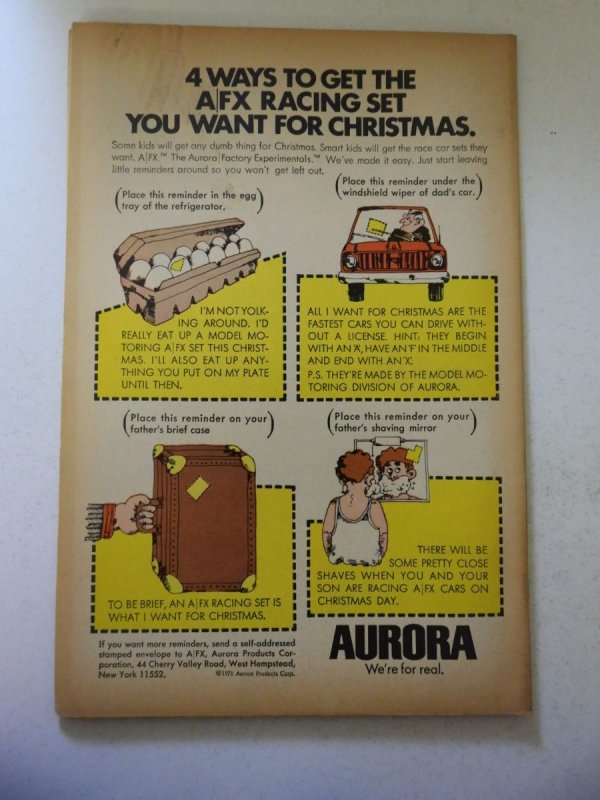 4 WAYS TO GET THE
A|FX RACING SET
YOU WANT FOR CHRISTMAS.
Some kids will get any dumb thing for Christmas. Smart kids will get the race car sets they
want. A|FX.™ The Aurora|Factory Experimentals.™ We've made it easy. Just start leaving
little reminders around so you won't get left out.
(Place this reminder in the egg
tray of the refrigerator.)
I'M NOT YOLK-
ING AROUND. I'D
REALLY EAT UP A MODEL MO-
TORING A|FX SET THIS CHRIST-
MAS. I'LL ALSO EAT UP ANY-
THING YOU PUT ON MY PLATE
UNTIL THEN.
(Place this reminder under the
windshield wiper of dad's car.)
ALL I WANT FOR CHRISTMAS ARE THE
FASTEST CARS YOU CAN DRIVE WITH-
OUT A LICENSE. HINT: THEY BEGIN
WITH AN 'A', HAVE AN 'F' IN THE MIDDLE
AND END WITH AN 'X'.
P.S. THEY'RE MADE BY THE MODEL MO-
TORING DIVISION OF AURORA.
(Place this reminder on your
father's brief case)
TO BE BRIEF, AN A|FX RACING SET IS
WHAT I WANT FOR CHRISTMAS.
(Place this reminder on your
father's shaving mirror)
THERE WILL BE
SOME PRETTY CLOSE
SHAVES WHEN YOU AND YOUR
SON ARE RACING A|FX CARS ON
CHRISTMAS DAY.
If you want more reminders, send a self-addressed
stamped envelope to A|FX, Aurora Products Cor-
poration, 44 Cherry Valley Road, West Hempstead,
New York 11552.
©1971 Aurora Products Corp.
AURORA
We're for real.